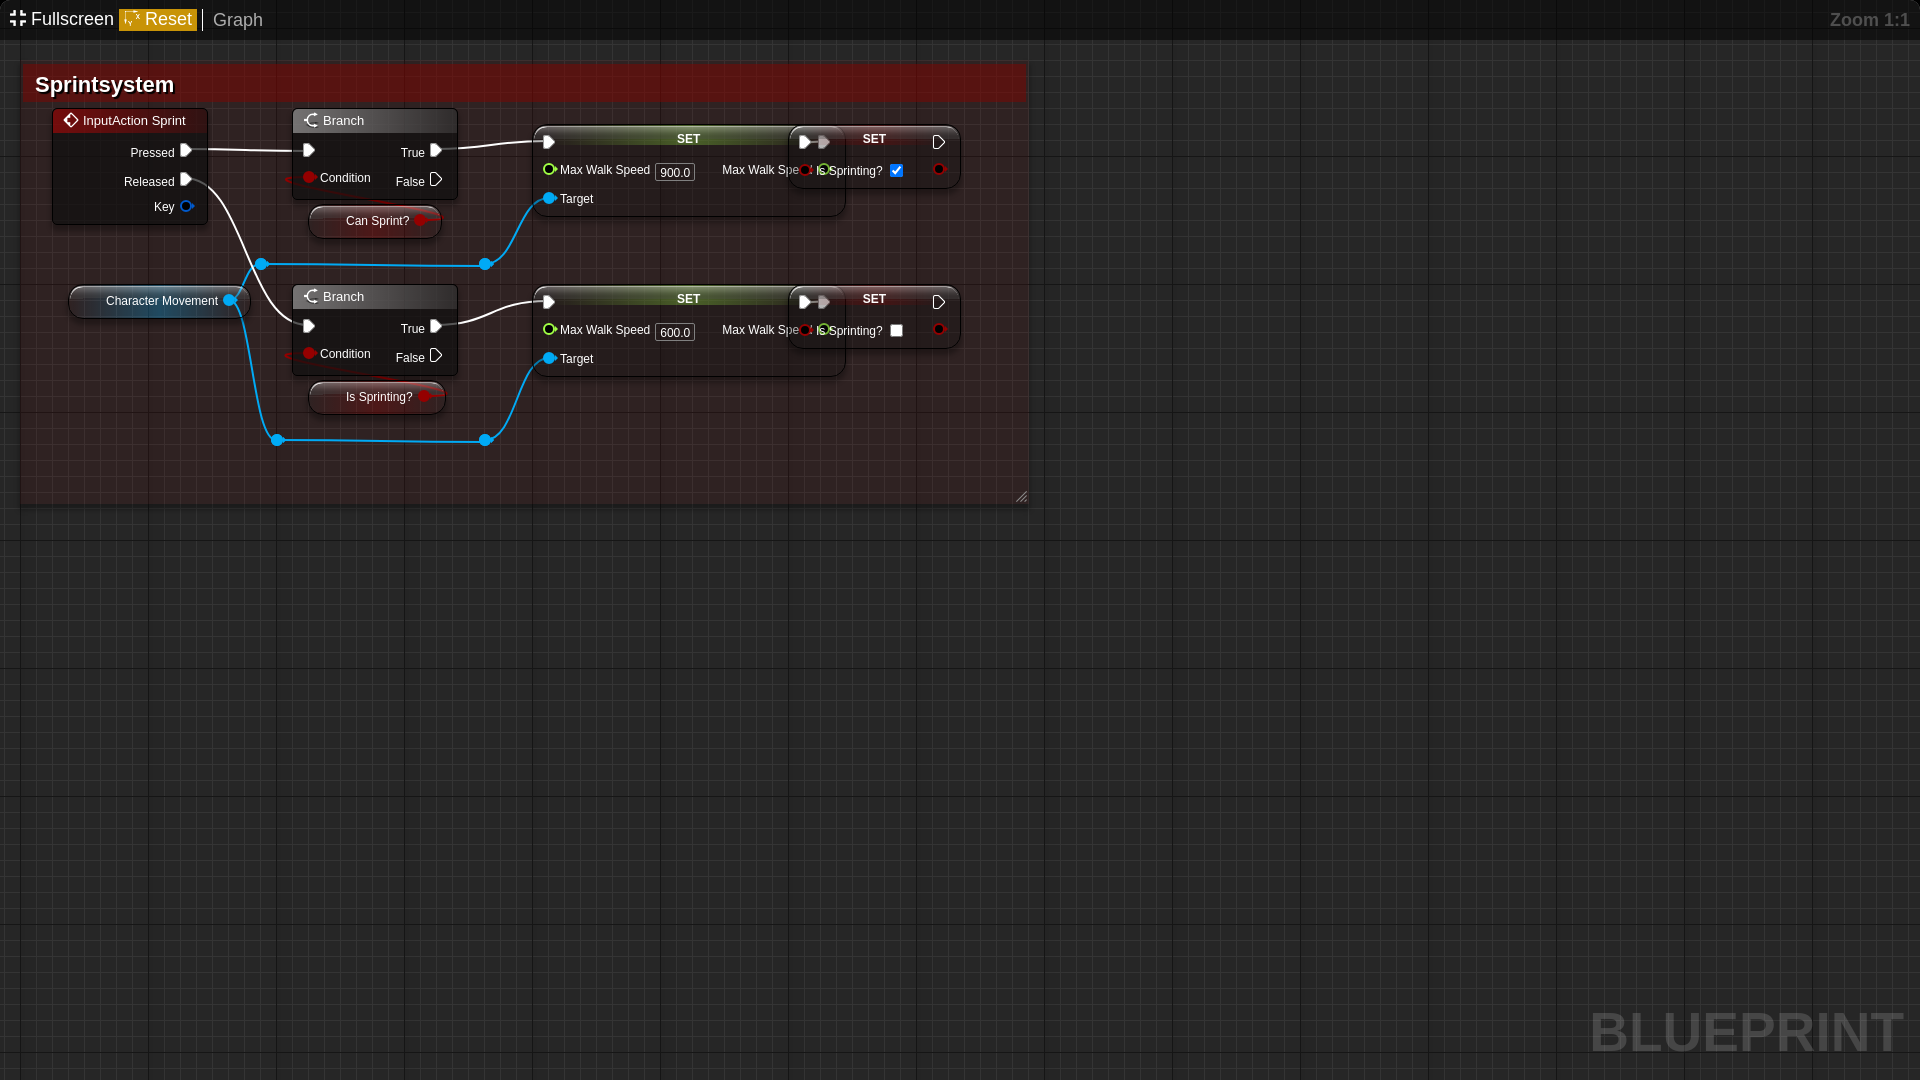 Fullscreen Reset Graph Zoom 1:1
Sprintsystem
InputAction Sprint
Pressed
Released
Key
Branch
True
Condition
False
Can Sprint?
SET
Max Walk Speed 900.0 Max Walk Spe
Target
SET
Is Sprinting?
Character Movement
Branch
True
Condition
False
Is Sprinting?
SET
Max Walk Speed 600.0 Max Walk Spe
Target
SET
Is Sprinting?
BLUEPRINT